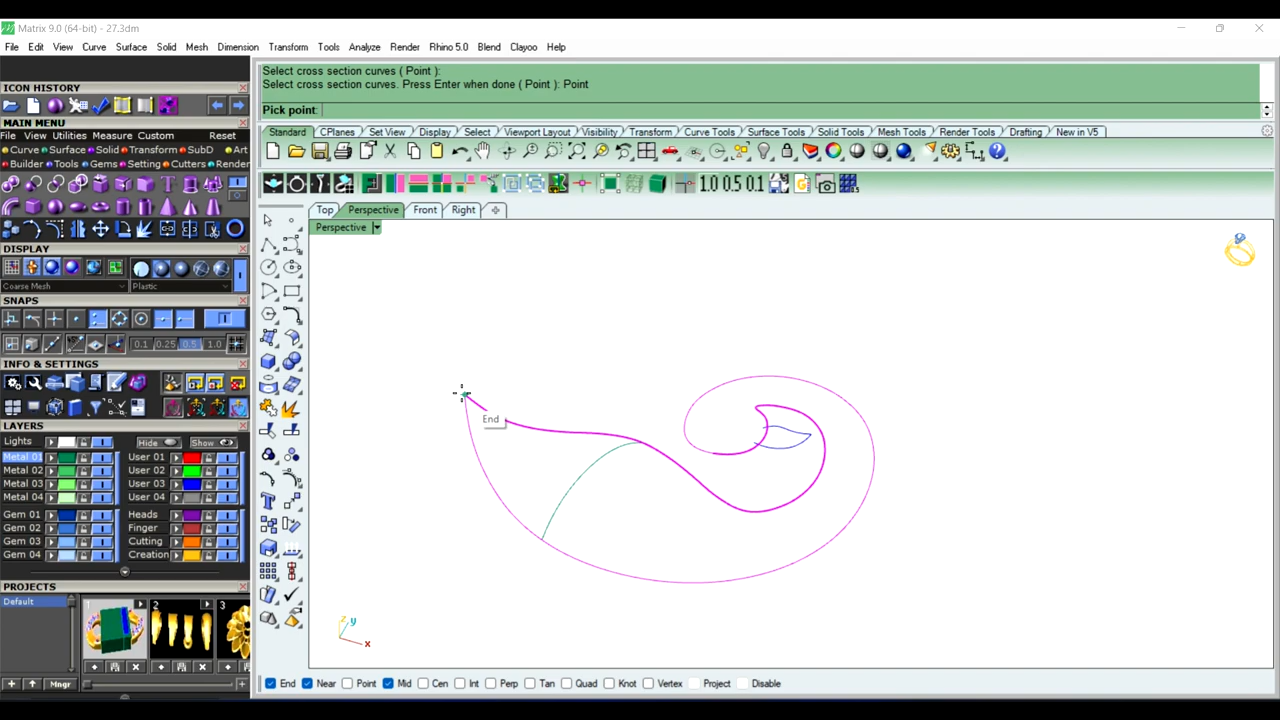 Matrix 9.0 (64-bit) - 27.3dm
File Edit View Curve Surface Solid Mesh Dimension Transform Tools Analyze Render Rhino 5.0 Blend Clayoo Help
Select cross section curves ( Point ):
Select cross section curves. Press Enter when done ( Point ): Point
Pick point:
ICON HISTORY
MAIN MENU
File View Utilities Measure Custom Reset
Curve Surface Solid Transform SubD Art
Builder Tools Gems Setting Cutters Render
DISPLAY
Coarse Mesh Plastic
SNAPS
0.1 0.25 0.5 1.0
INFO & SETTINGS
LAYERS
Lights Hide Show
Metal 01 User 01
Metal 02 User 02
Metal 03 User 03
Metal 04 User 04
Gem 01 Heads
Gem 02 Finger
Gem 03 Cutting
Gem 04 Creation
PROJECTS
Default
1 2 3
Mngr
Standard CPlanes Set View Display Select Viewport Layout Visibility Transform Curve Tools Surface Tools Solid Tools Mesh Tools Render Tools Drafting New in V5
1.0 0.5 0.1
Top Perspective Front Right
Perspective
End
z y x
End Near Point Mid Cen Int Perp Tan Quad Knot Vertex Project Disable